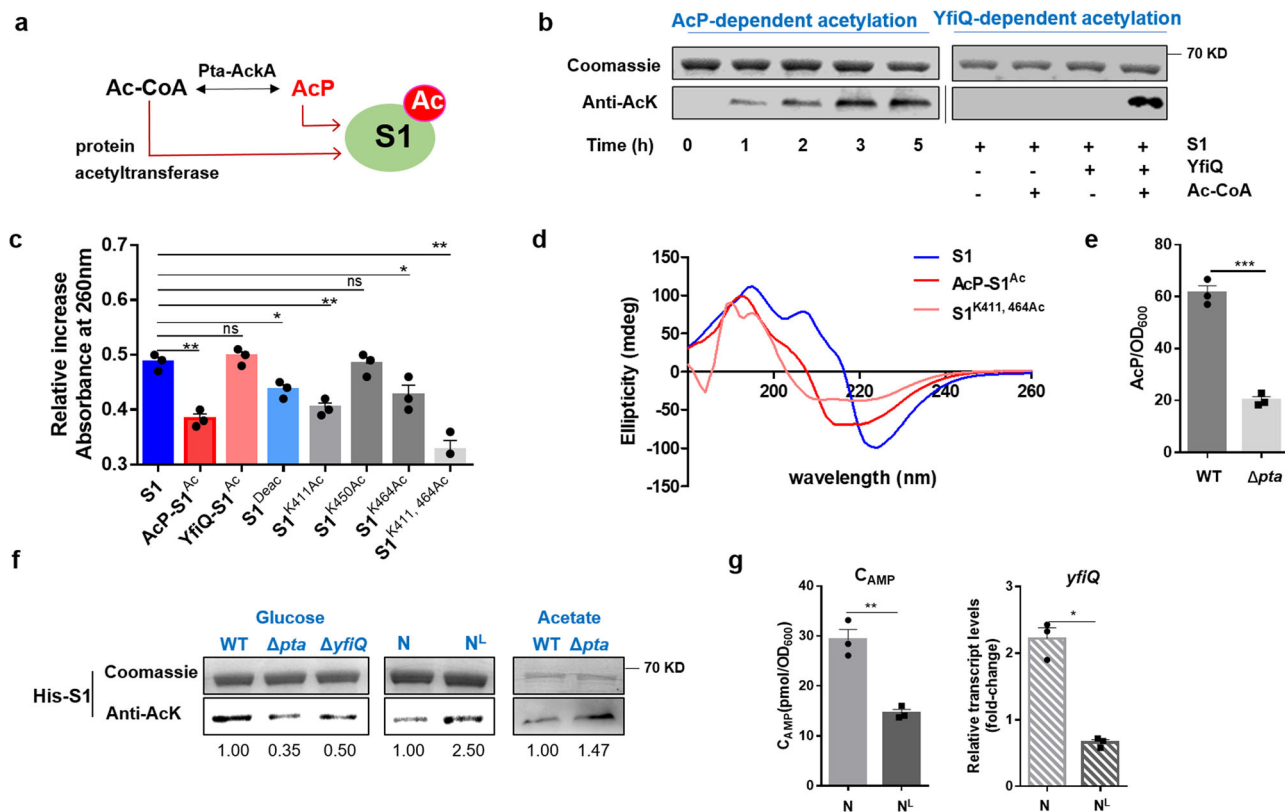 a
Ac-CoA
Pta-AckA
AcP
Ac
S1
protein
acetyltransferase
b
AcP-dependent acetylation
YfiQ-dependent acetylation
70 KD
Coomassie
Anti-AcK
Time (h)
0 1 2 3 5
+ + + + S1
- - + + YfiQ
- + - + Ac-CoA
c
Relative increase
Absorbance at 260nm
0.9
0.8
0.7
0.6
0.5
0.4
0.3
**
*
ns
**
*
ns
**
S1
AcP-S1Ac
YfiQ-S1Ac
S1Deac
S1K411Ac
S1K450Ac
S1K464Ac
S1K411, 464Ac
d
Ellipticity (mdeg)
150
100
50
0
-50
-100
-150
200 220 240 260
wavelength (nm)
S1
AcP-S1Ac
S1K411, 464Ac
e
AcP/OD600
80
60
40
20
0
***
WT Δpta
f
Glucose
Acetate
WT Δpta ΔyfiQ
N NL
WT Δpta
70 KD
His-S1
Coomassie
Anti-AcK
1.00 0.35 0.50
1.00 2.50
1.00 1.47
g
CAMP
CAMP(pmol/OD600)
40
30
20
10
0
**
N NL
yfiQ
Relative transcript levels
(fold-change)
3
2
1
0
*
N NL